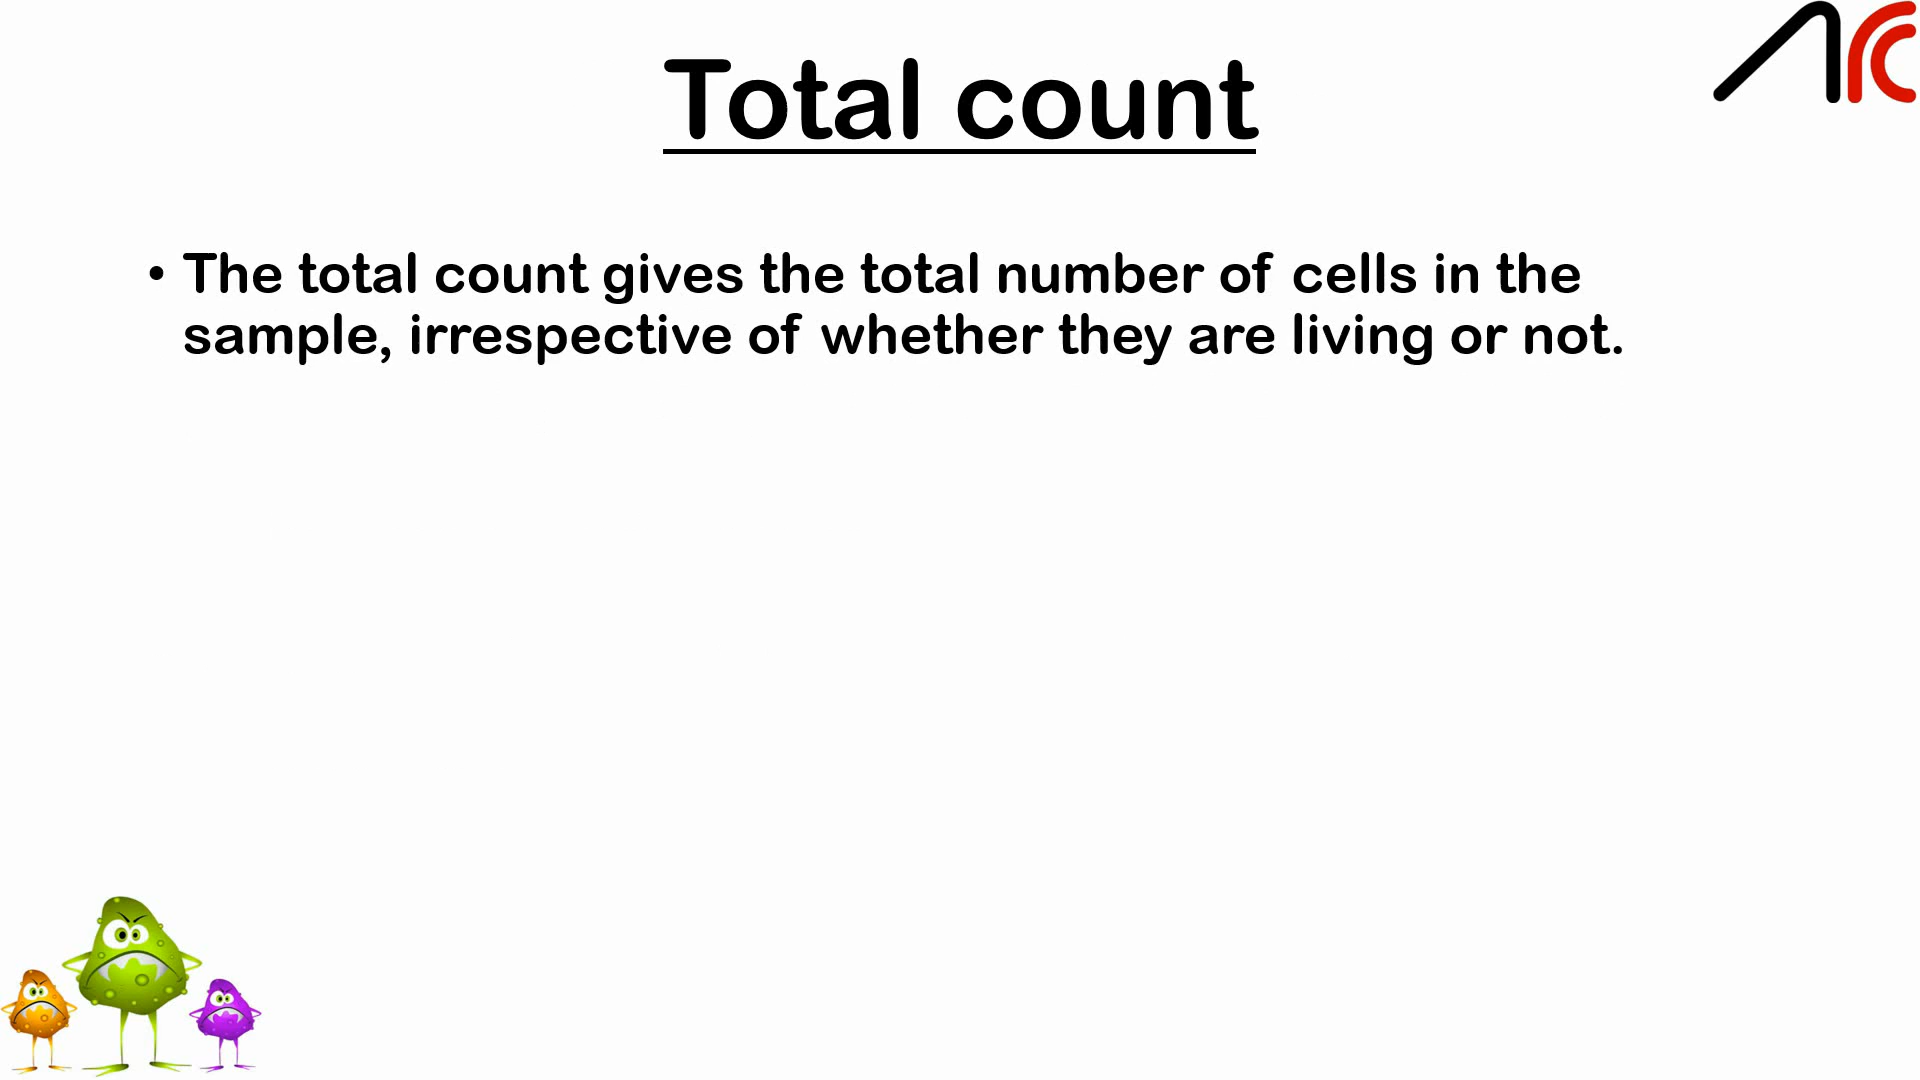 Total count
• The total count gives the total number of cells in the
sample, irrespective of whether they are living or not.